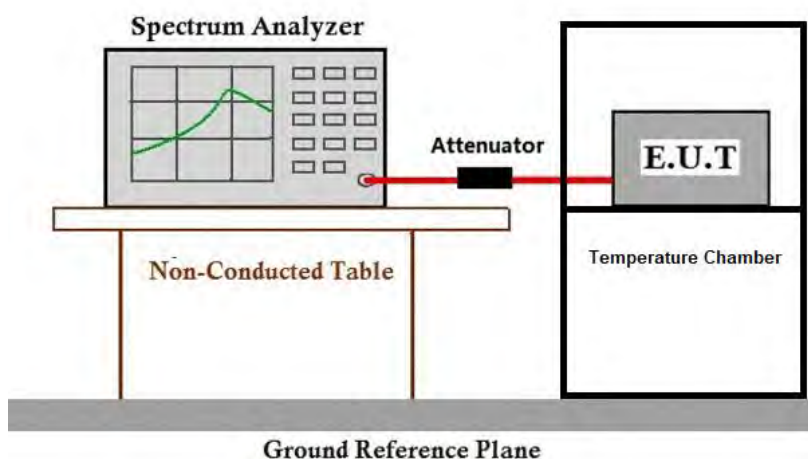 Spectrum Analyzer
Attenuator
E.U.T
Non-Conducted Table
Temperature Chamber
Ground Reference Plane